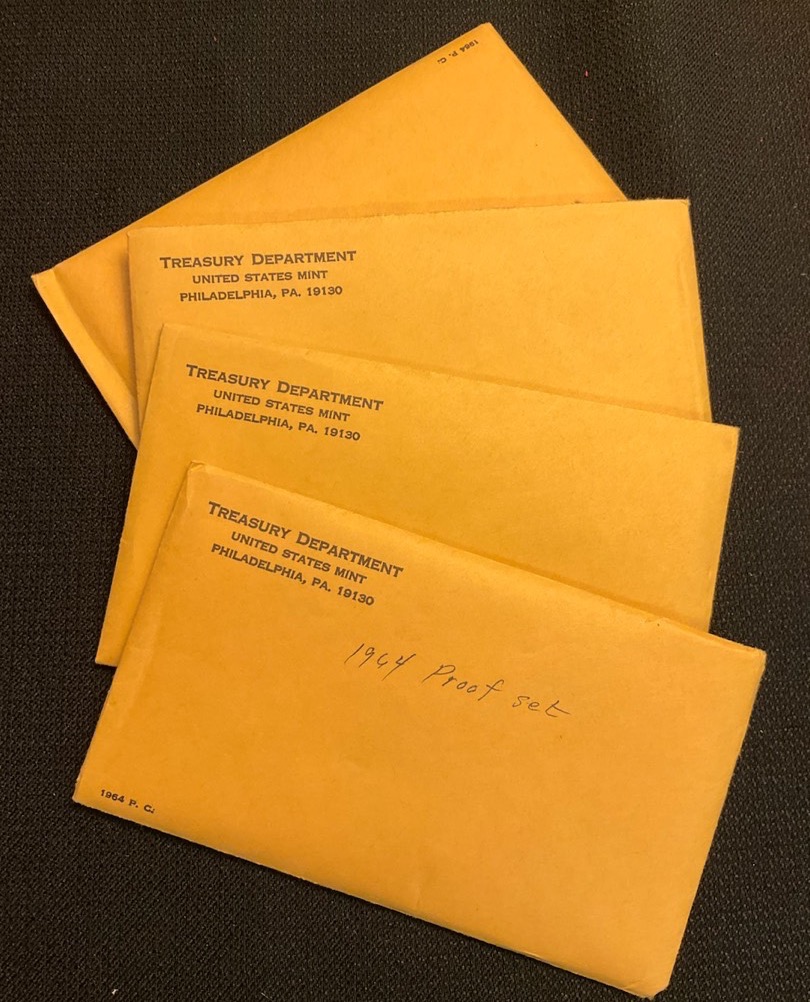 1964 P. C.
TREASURY DEPARTMENT
UNITED STATES MINT
PHILADELPHIA, PA. 19130
TREASURY DEPARTMENT
UNITED STATES MINT
PHILADELPHIA, PA. 19130
TREASURY DEPARTMENT
UNITED STATES MINT
PHILADELPHIA, PA. 19130
1964 Proof set
1964 P. C.